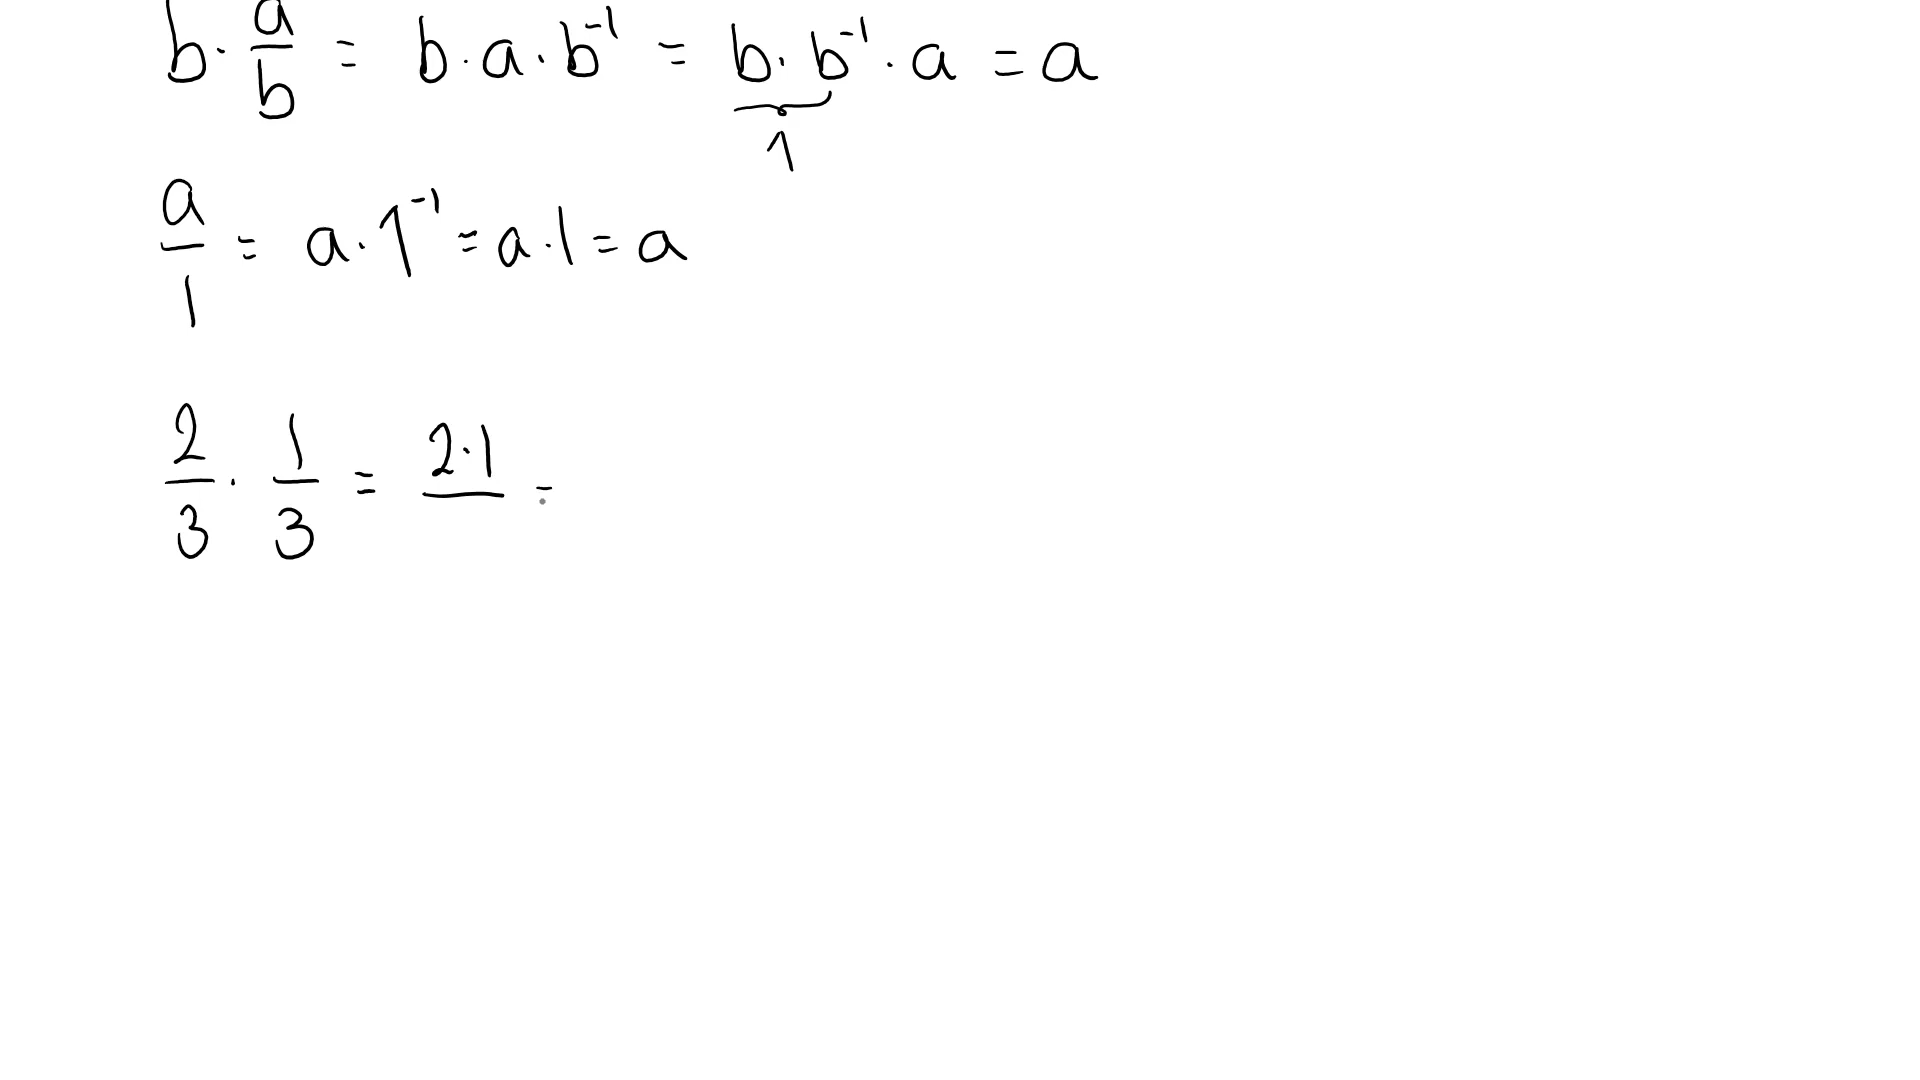 b · a/b = b · a · b⁻¹ = b · b⁻¹ · a = a
1
a/1 = a · 1⁻¹ = a · 1 = a
2/3 · 1/3 = 2·1/ =